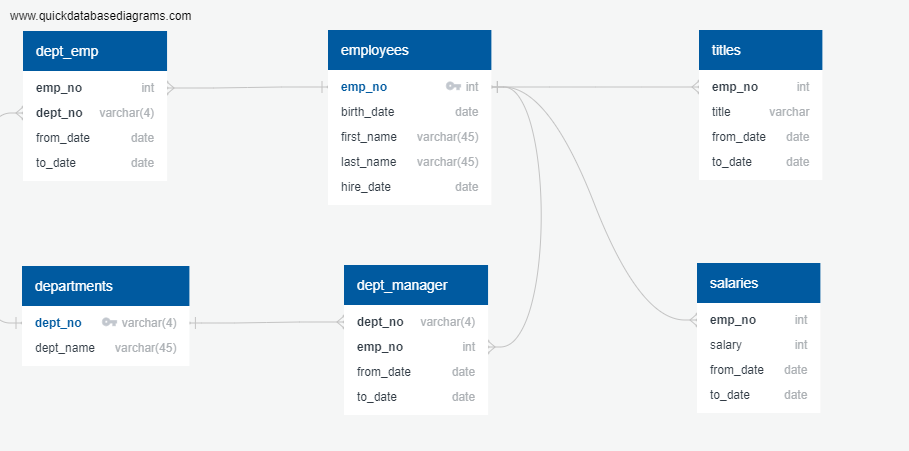 www.quickdatabasediagrams.com
dept_emp
emp_no int
dept_no varchar(4)
from_date date
to_date date
employees
emp_no int
birth_date date
first_name varchar(45)
last_name varchar(45)
hire_date date
titles
emp_no int
title varchar
from_date date
to_date date
departments
dept_no varchar(4)
dept_name varchar(45)
dept_manager
dept_no varchar(4)
emp_no int
from_date date
to_date date
salaries
emp_no int
salary int
from_date date
to_date date